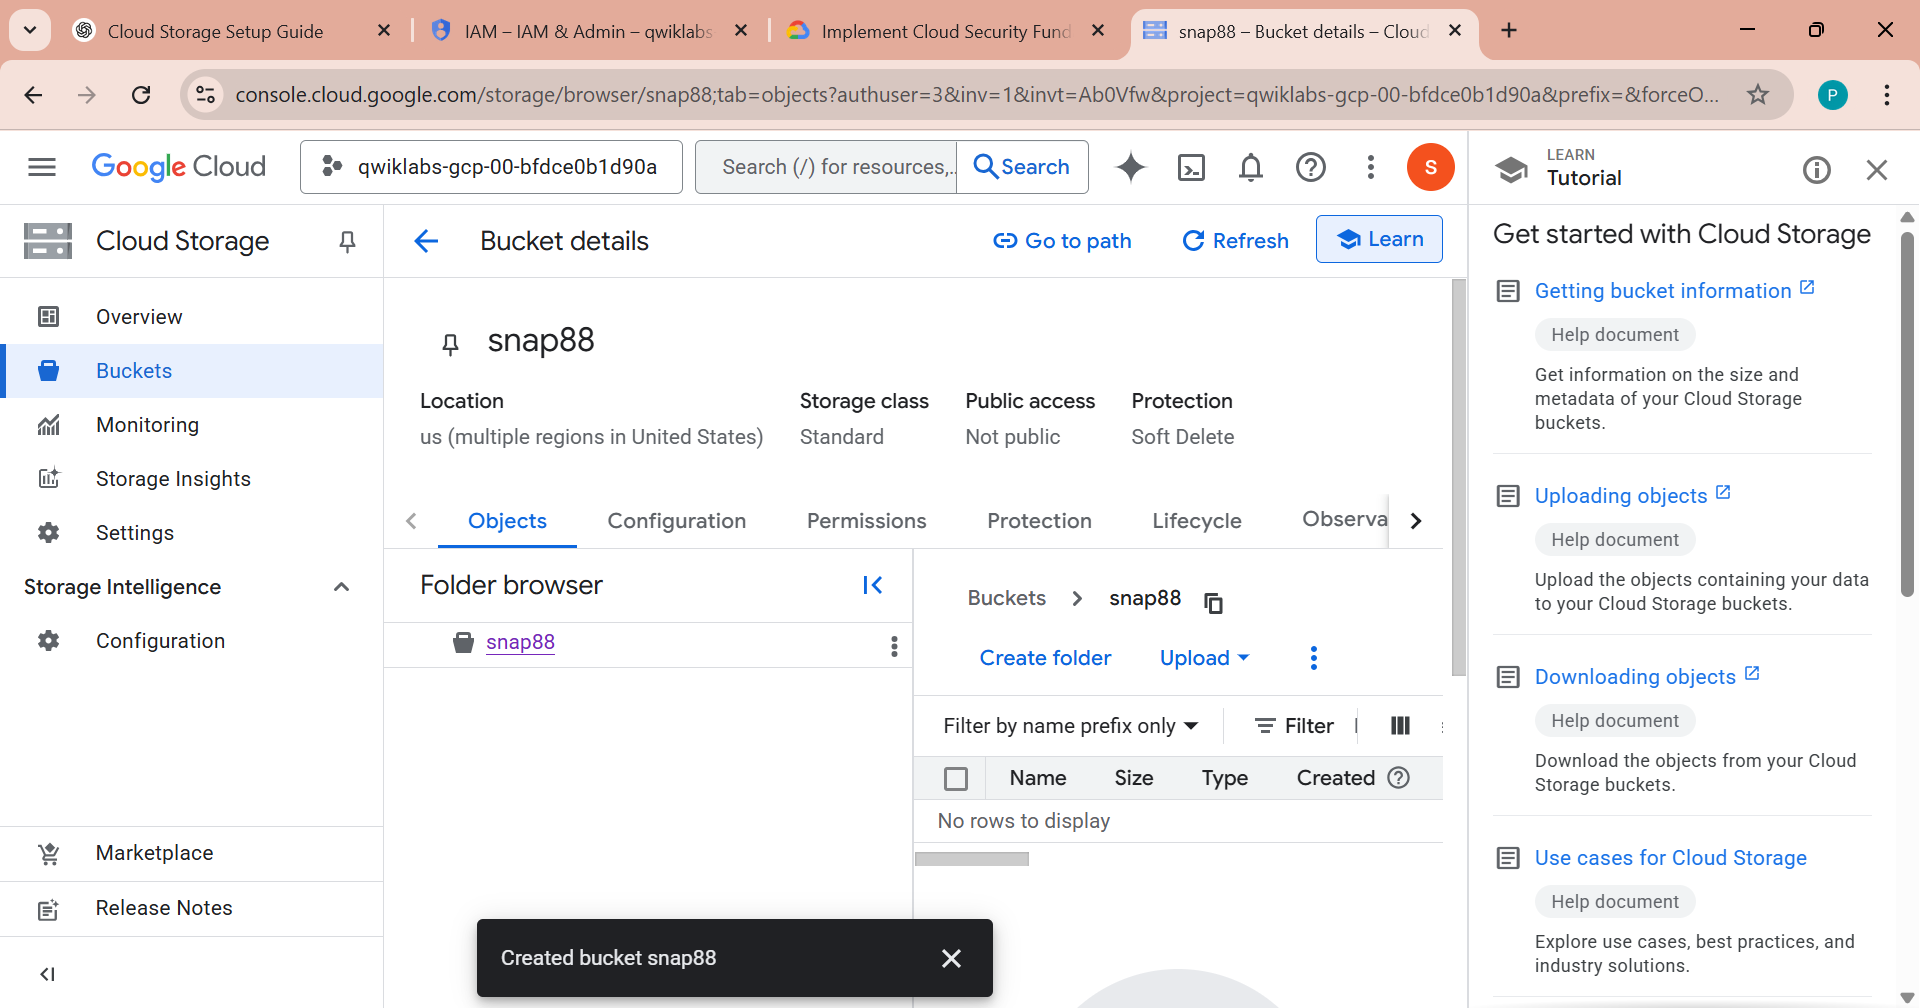 Cloud Storage Setup Guide
IAM – IAM & Admin – qwiklabs
Implement Cloud Security Fund
snap88 – Bucket details – Cloud
console.cloud.google.com/storage/browser/snap88;tab=objects?authuser=3&inv=1&invt=Ab0Vfw&project=qwiklabs-gcp-00-bfdce0b1d90a&prefix=&forceO...
P
Google Cloud
qwiklabs-gcp-00-bfdce0b1d90a
Search (/) for resources,..
Search
S
LEARN
Tutorial
Cloud Storage
Overview
Buckets
Monitoring
Storage Insights
Settings
Storage Intelligence
Configuration
Marketplace
Release Notes
Bucket details
Go to path
Refresh
Learn
snap88
Location
us (multiple regions in United States)
Storage class
Standard
Public access
Not public
Protection
Soft Delete
Objects
Configuration
Permissions
Protection
Lifecycle
Observa
Folder browser
snap88
Buckets
snap88
Create folder
Upload
Filter by name prefix only
Filter
Name
Size
Type
Created
No rows to display
Created bucket snap88
Get started with Cloud Storage
Getting bucket information
Help document
Get information on the size and
metadata of your Cloud Storage
buckets.
Uploading objects
Help document
Upload the objects containing your data
to your Cloud Storage buckets.
Downloading objects
Help document
Download the objects from your Cloud
Storage buckets.
Use cases for Cloud Storage
Help document
Explore use cases, best practices, and
industry solutions.